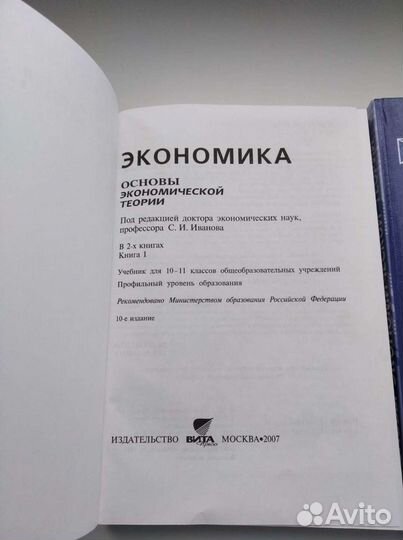 ЭКОНОМИКА
ОСНОВЫ
ЭКОНОМИЧЕСКОЙ
ТЕОРИИ
Под редакцией доктора экономических наук,
профессора С. И. Иванова
В 2-х книгах
Книга 1
Учебник для 10-11 классов общеобразовательных учреждений
Профильный уровень образования
Рекомендовано Министерством образования Российской Федерации
10-е издание
ИЗДАТЕЛЬСТВО ВИТА ПРЕСС МОСКВА•2007
Avito